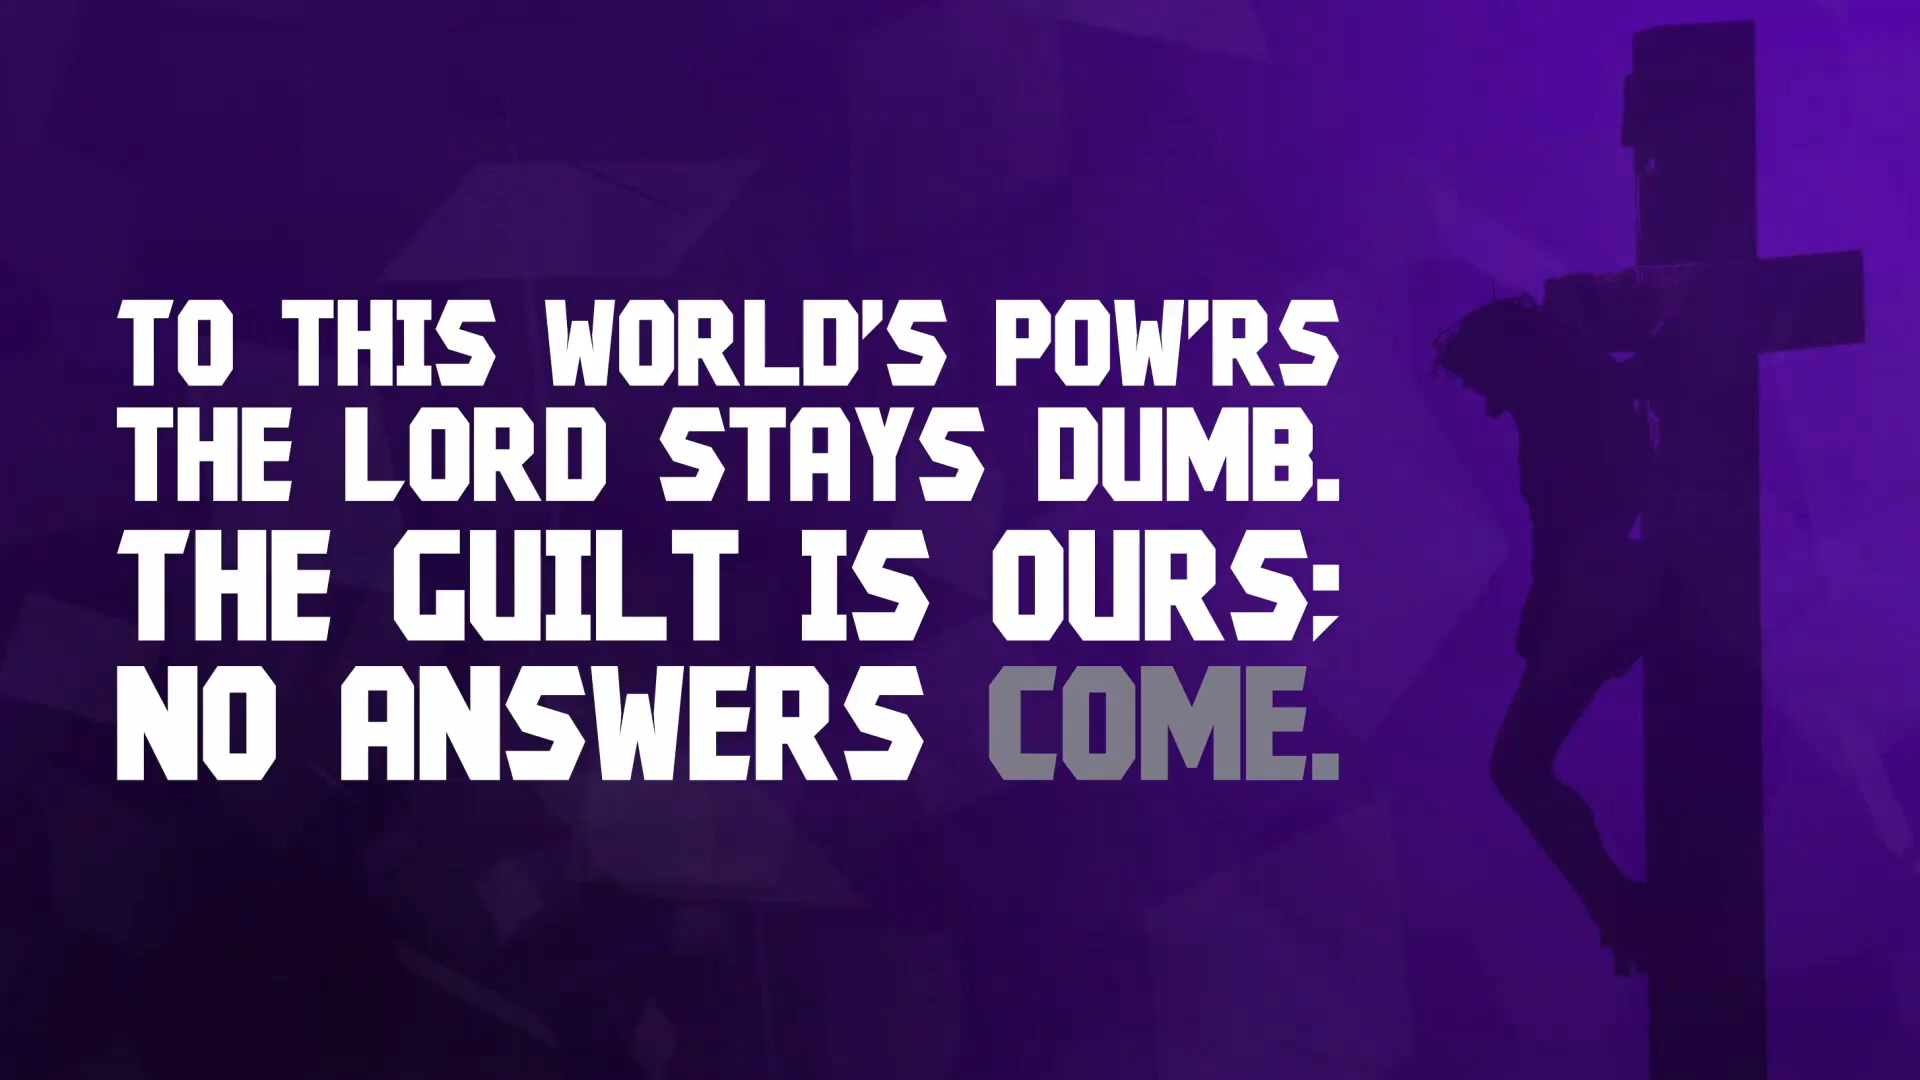 TO THIS WORLD'S POW'RS
THE LORD STAYS DUMB.
THE GUILT IS OURS;
NO ANSWERS COME.